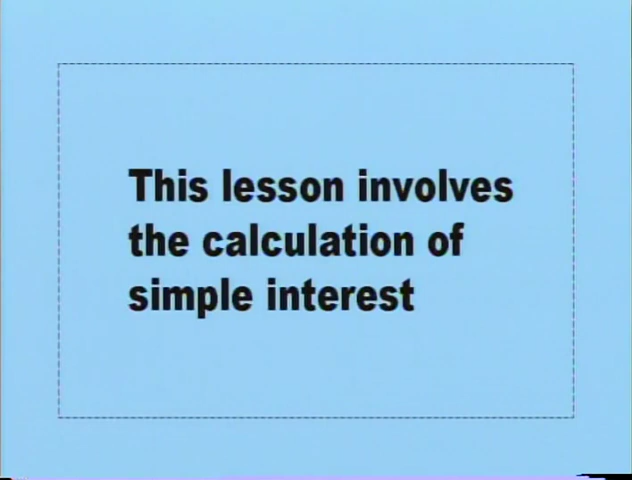 This lesson involves
the calculation of
simple interest